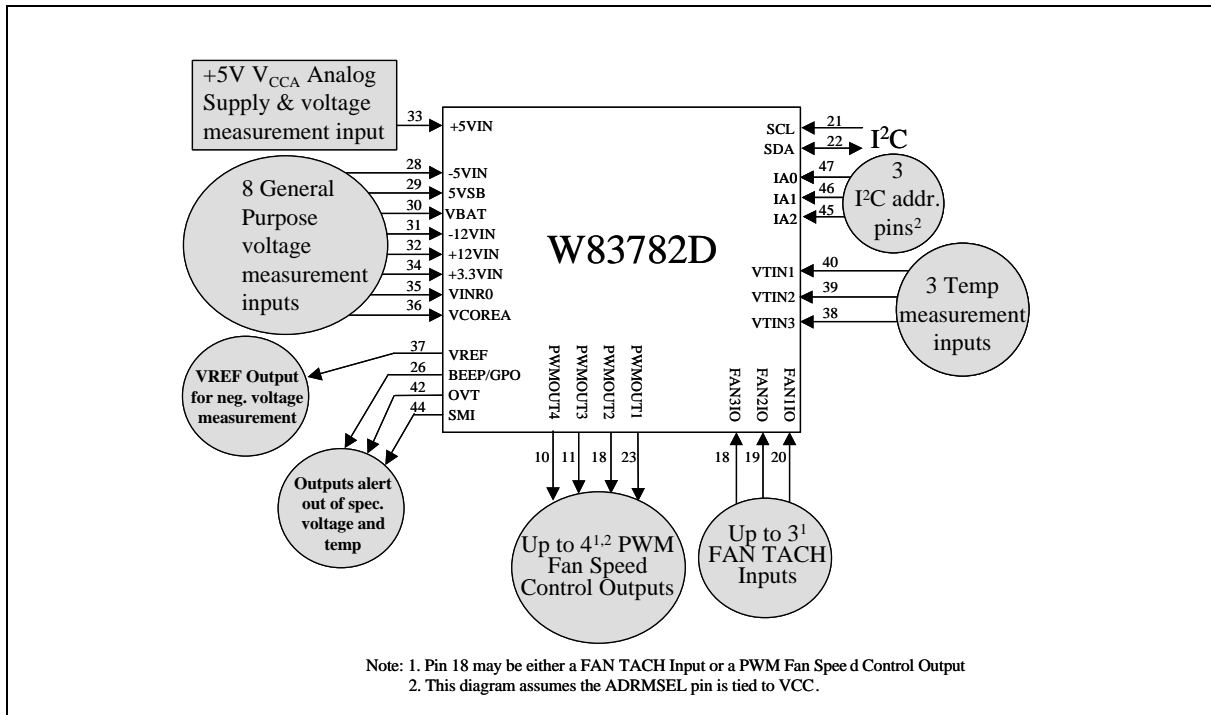 +5V VCCA Analog
Supply & voltage
measurement input
33
+5VIN
8 General
Purpose
voltage
measurement
inputs
28
-5VIN
29
5VSB
30
VBAT
31
-12VIN
32
+12VIN
34
+3.3VIN
35
VINR0
36
VCOREA
37
VREF
26
BEEP/GPO
42
OVT
44
SMI
VREF Output
for neg. voltage
measurement
Outputs alert
out of spec.
voltage and
temp
W83782D
SCL
21
SDA
22
I²C
IA0
47
IA1
46
IA2
45
3
I²C addr.
pins²
VTIN1
40
VTIN2
39
VTIN3
38
3 Temp
measurement
inputs
PWMOUT4
PWMOUT3
PWMOUT2
PWMOUT1
10
11
18
23
Up to 4¹,² PWM
Fan Speed
Control Outputs
FAN3IO
FAN2IO
FAN1IO
18
19
20
Up to 3¹
FAN TACH
Inputs
Note: 1. Pin 18 may be either a FAN TACH Input or a PWM Fan Spee d Control Output
2. This diagram assumes the ADRMSEL pin is tied to VCC.